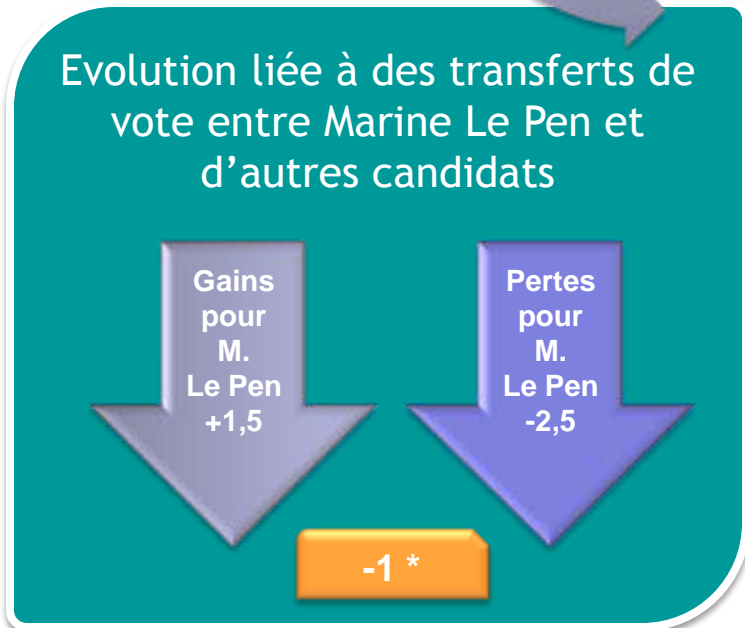 Evolution liée à des transferts de
vote entre Marine Le Pen et
d’autres candidats
Gains
pour
M.
Le Pen
+1,5
Pertes
pour
M.
Le Pen
-2,5
-1 *